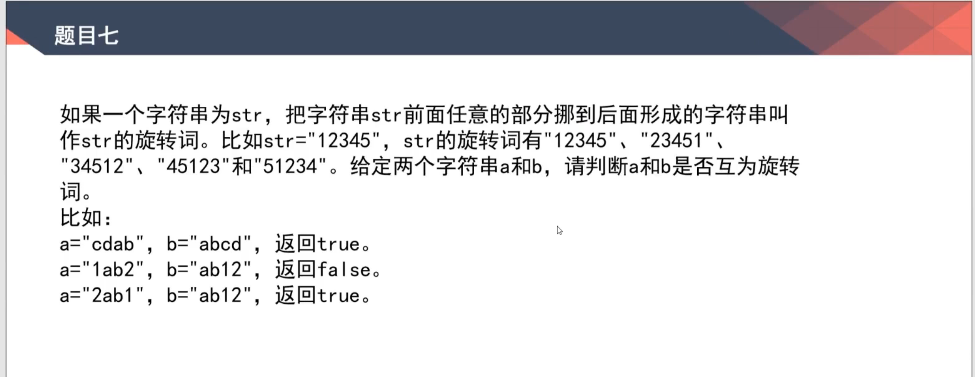 题目七
如果一个字符串为str，把字符串str前面任意的部分挪到后面形成的字符串叫
作str的旋转词。比如str="12345"，str的旋转词有"12345"、"23451"、
"34512"、"45123"和"51234"。给定两个字符串a和b，请判断a和b是否互为旋转
词。
比如：
a="cdab"，b="abcd"，返回true。
a="1ab2"，b="ab12"，返回false。
a="2ab1"，b="ab12"，返回true。